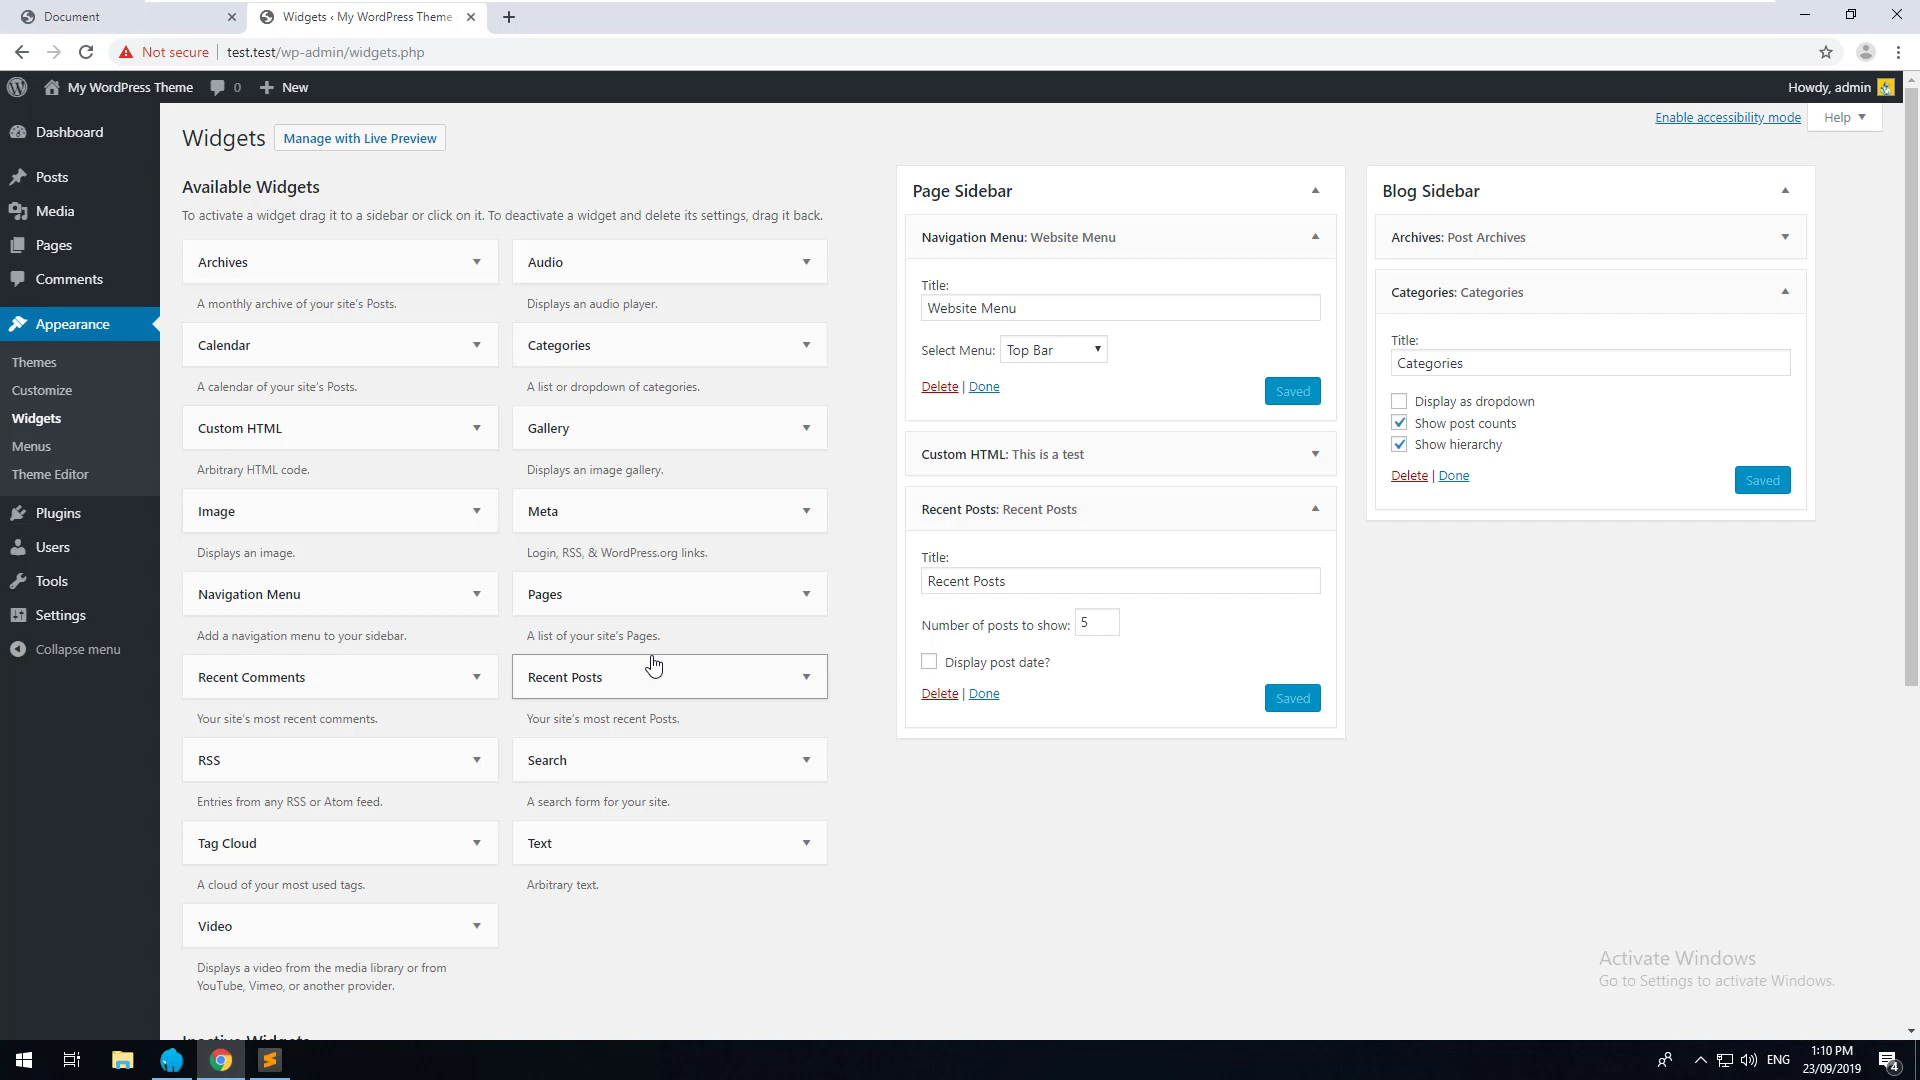 Document
Widgets ‹ My WordPress Theme
Not secure
test.test/wp-admin/widgets.php
My WordPress Theme
0
New
Howdy, admin
Dashboard
Posts
Media
Pages
Comments
Appearance
Themes
Customize
Widgets
Menus
Theme Editor
Plugins
Users
Tools
Settings
Collapse menu
Enable accessibility mode
Help
Widgets
Manage with Live Preview
Available Widgets
To activate a widget drag it to a sidebar or click on it. To deactivate a widget and delete its settings, drag it back.
Archives
A monthly archive of your site's Posts.
Audio
Displays an audio player.
Calendar
A calendar of your site's Posts.
Categories
A list or dropdown of categories.
Custom HTML
Arbitrary HTML code.
Gallery
Displays an image gallery.
Image
Displays an image.
Meta
Login, RSS, & WordPress.org links.
Navigation Menu
Add a navigation menu to your sidebar.
Pages
A list of your site's Pages.
Recent Comments
Your site's most recent comments.
Recent Posts
Your site's most recent Posts.
RSS
Entries from any RSS or Atom feed.
Search
A search form for your site.
Tag Cloud
A cloud of your most used tags.
Text
Arbitrary text.
Video
Displays a video from the media library or from
YouTube, Vimeo, or another provider.
Inactive Widgets
Page Sidebar
Navigation Menu: Website Menu
Title:
Website Menu
Select Menu: Top Bar
Delete | Done
Saved
Custom HTML: This is a test
Recent Posts: Recent Posts
Title:
Recent Posts
Number of posts to show: 5
Display post date?
Delete | Done
Saved
Blog Sidebar
Archives: Post Archives
Categories: Categories
Title:
Categories
Display as dropdown
Show post counts
Show hierarchy
Delete | Done
Saved
Activate Windows
Go to Settings to activate Windows.
ENG
1:10 PM
23/09/2019
4